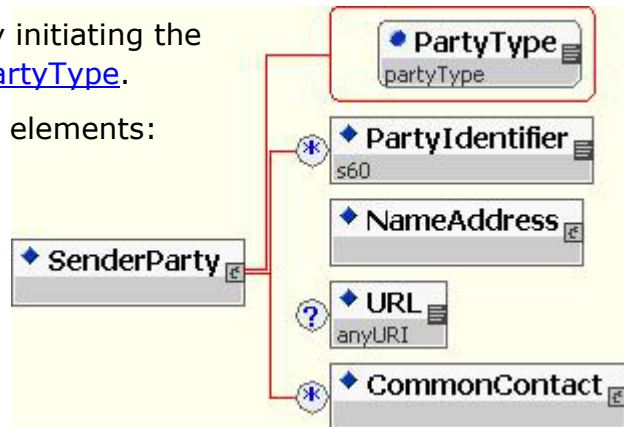 y initiating the
artyType.
elements:
PartyType
partyType
PartyIdentifier
s60
NameAddress
SenderParty
?
URL
anyURI
CommonContact